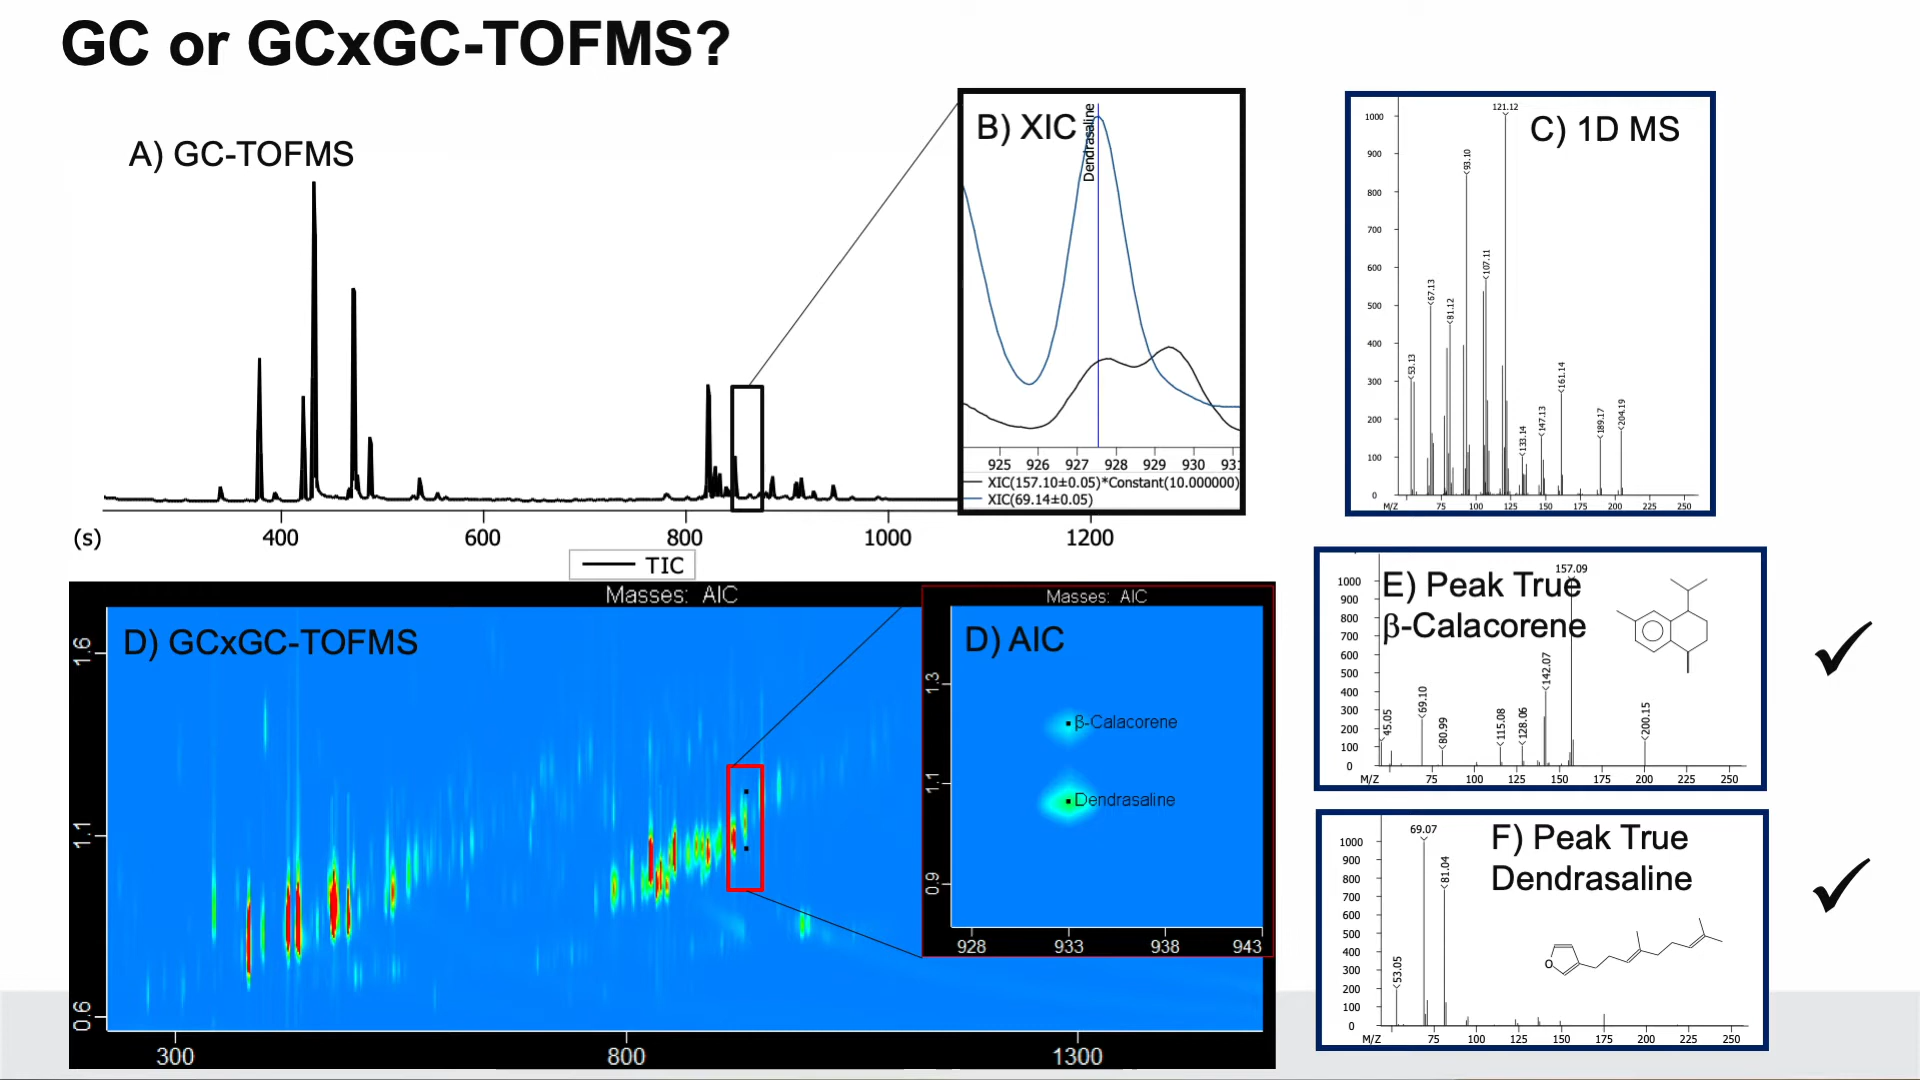 GC or GCxGC-TOFMS?
A) GC-TOFMS
(s)
400
600
800
1000
1200
TIC
B) XIC
Dendrasaline
925 926 927 928 929 930 931
XIC(157.10±0.05)*Constant(10.000000)
XIC(69.14±0.05)
C) 1D MS
1000
900
800
700
600
500
400
300
200
100
0
53.13
67.13
81.12
93.10
107.11
121.12
133.14
147.13
161.14
189.17
204.19
M/Z 75 100 125 150 175 200 225 250
Masses: AIC
D) GCxGC-TOFMS
1.6
1.1
0.6
300 800 1300
Masses: AIC
D) AIC
β-Calacorene
Dendrasaline
1.3
1.1
0.9
928 933 938 943
E) Peak True
β-Calacorene
1000
900
800
700
600
500
400
300
200
100
0
45.05
69.10
80.99
115.08
128.06
142.07
157.09
200.15
M/Z 75 100 125 150 175 200 225 250
F) Peak True
Dendrasaline
1000
900
800
700
600
500
400
300
200
100
0
53.05
69.07
81.04
O
M/Z 75 100 125 150 175 200 225 250